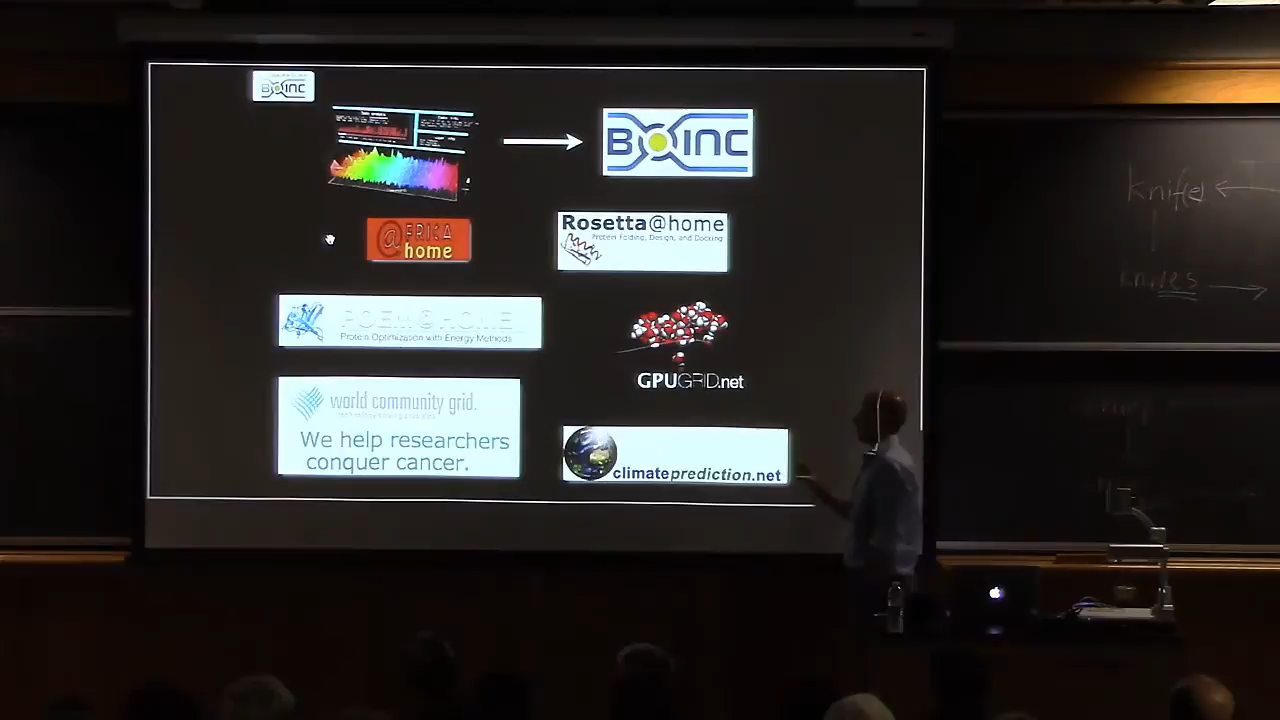 BOINC
BOINC
@FRICA
home
Rosetta@home
Protein Folding, Design, and Docking
POEM@HOME
Protein Optimization with Energy Methods
GPUGRID.net
world community grid.
We help researchers
conquer cancer.
climateprediction.net
knife
knives